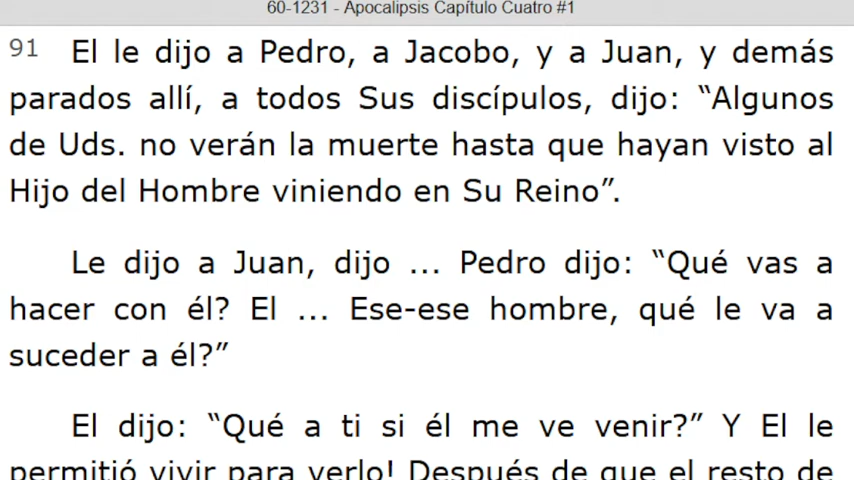 60-1231 - Apocalipsis Capítulo Cuatro #1
91 El le dijo a Pedro, a Jacobo, y a Juan, y demás
parados allí, a todos Sus discípulos, dijo: “Algunos
de Uds. no verán la muerte hasta que hayan visto al
Hijo del Hombre viniendo en Su Reino”.
Le dijo a Juan, dijo ... Pedro dijo: “Qué vas a
hacer con él? El ... Ese-ese hombre, qué le va a
suceder a él?”
El dijo: “Qué a ti si él me ve venir?” Y El le
permitió vivir para verlo! Después de que el resto de